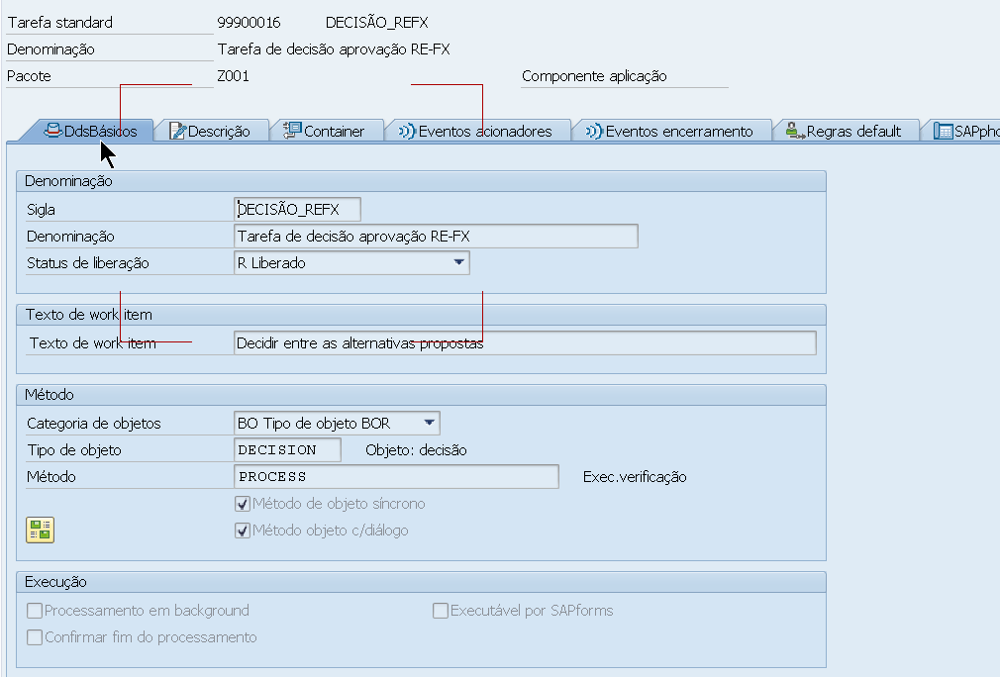 Tarefa standard 99900016 DECISÃO_REFX
Denominação Tarefa de decisão aprovação RE-FX
Pacote Z001 Componente aplicação
DdsBásicos Descrição Container Eventos acionadores Eventos encerramento Regras default SAPpho
Denominação
Sigla DECISÃO_REFX
Denominação Tarefa de decisão aprovação RE-FX
Status de liberação R Liberado
Texto de work item
Texto de work item Decidir entre as alternativas propostas
Método
Categoria de objetos BO Tipo de objeto BOR
Tipo de objeto DECISION Objeto: decisão
Método PROCESS Exec.verificação
Método de objeto síncrono
Método objeto c/diálogo
Execução
Processamento em background Executável por SAPforms
Confirmar fim do processamento